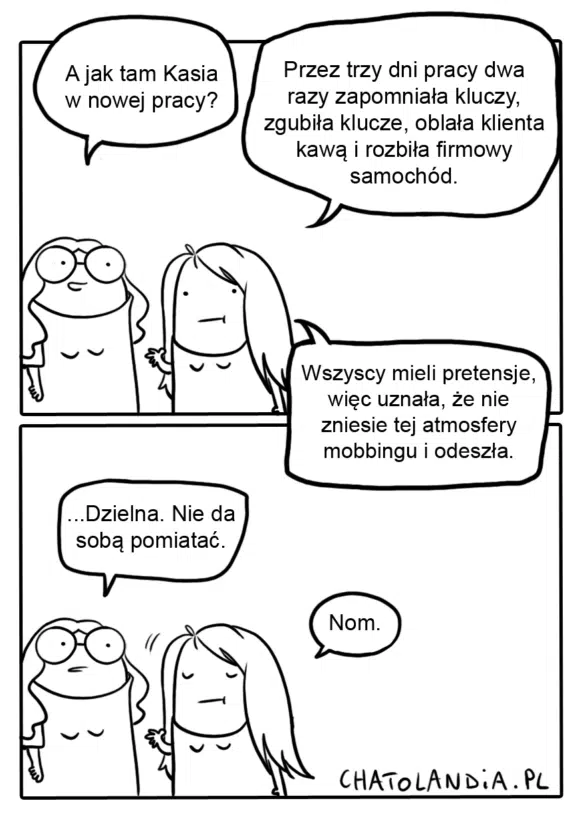 A jak tam Kasia
w nowej pracy?
Przez trzy dni pracy dwa
razy zapomniała kluczy,
zgubiła klucze, oblała klienta
kawą i rozbiła firmowy
samochód.
Wszyscy mieli pretensje,
więc uznała, że nie
zniesie tej atmosfery
mobbingu i odeszła.
...Dzielna. Nie da
sobą pomiatać.
Nom.
CHATOLANDiA.PL